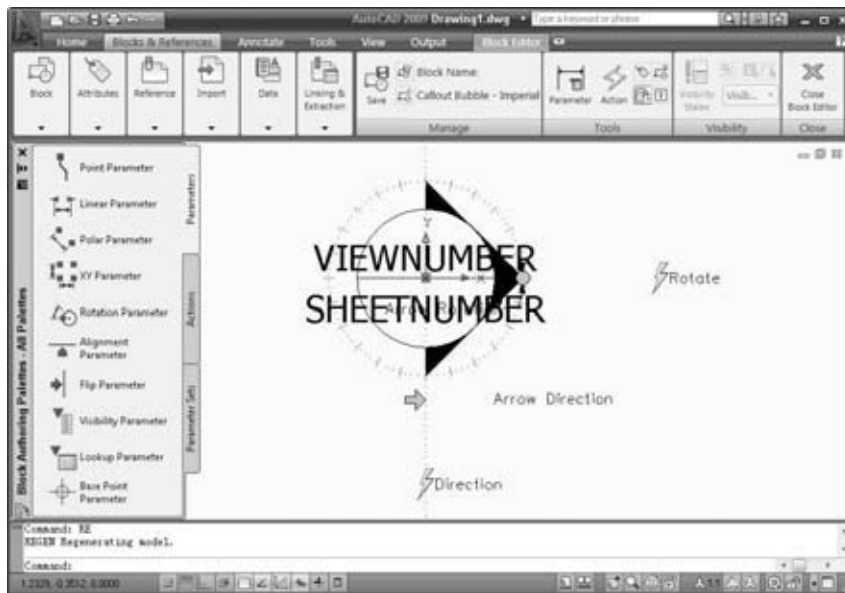 AutoCAD 2009 Drawing1.dwg
Type a keyword or phrase
Home Blocks & References Annotate Tools View Output Block Editor
Block
Attributes
Reference
Import
Data
Linking & Extraction
Save
Block Name:
Callout Bubble - Imperial
Manage
Parameter
Action
Tools
Visibility States
Visib...
Visibility
Close Block Editor
Close
Block Authoring Palettes - All Palettes
Point Parameter
Linear Parameter
Polar Parameter
XY Parameter
Rotation Parameter
Alignment Parameter
Flip Parameter
Visibility Parameter
Lookup Parameter
Base Point Parameter
Parameters
Actions
Parameter Sets
Y
VIEWNUMBER
X
SHEETNUMBER
Rotate
Arrow Direction
Direction
Command: RE
REGEN Regenerating model.
Command: